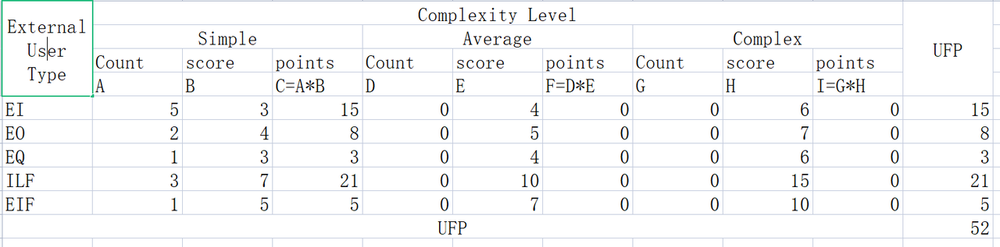 External
User
Type
Complexity Level
UFP
Simple Average Complex
Count score points Count score points Count score points
A B C=A*B D E F=D*E G H I=G*H
EI 5 3 15 0 4 0 0 6 0 15
EO 2 4 8 0 5 0 0 7 0 8
EQ 1 3 3 0 4 0 0 6 0 3
ILF 3 7 21 0 10 0 0 15 0 21
EIF 1 5 5 0 7 0 0 10 0 5
UFP 52